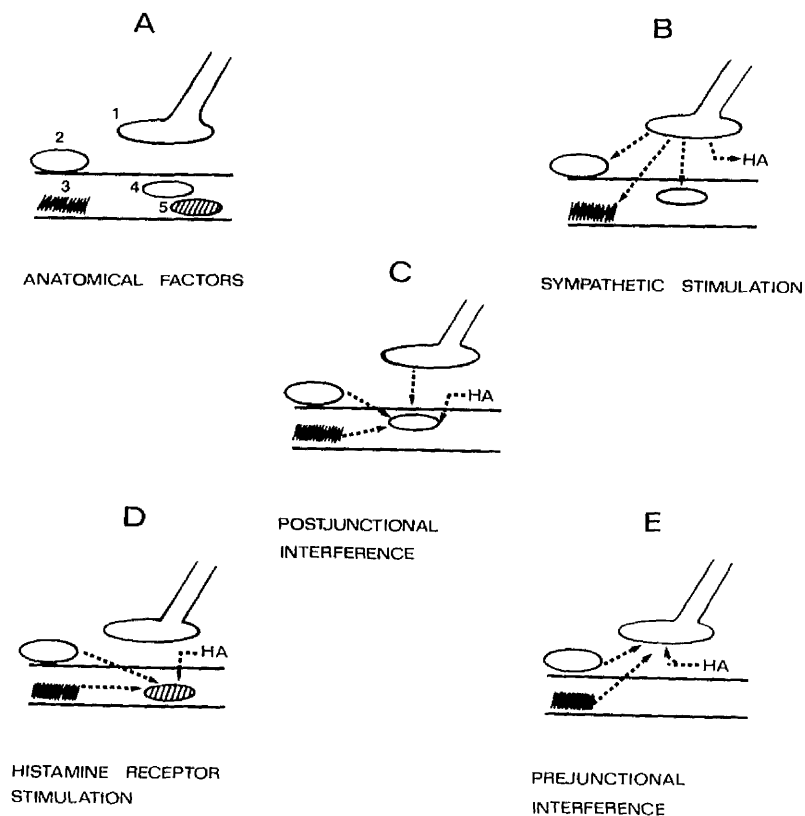 A
1
2
3
4
5
ANATOMICAL FACTORS
B
HA
SYMPATHETIC STIMULATION
C
HA
POSTJUNCTIONAL
INTERFERENCE
D
HA
HISTAMINE RECEPTOR
STIMULATION
E
HA
PREJUNCTIONAL
INTERFERENCE